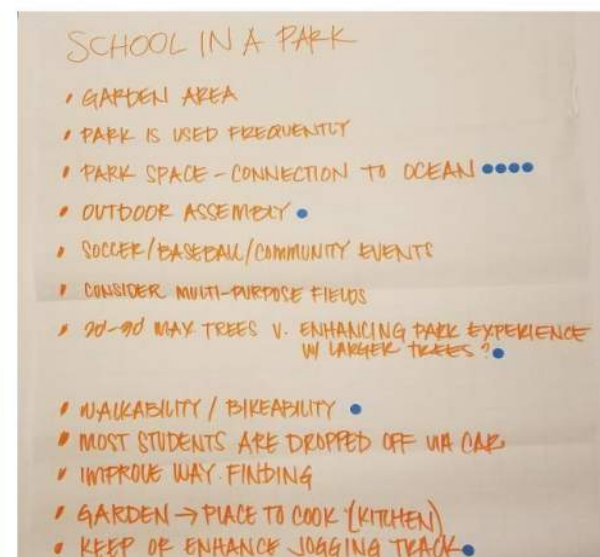 SCHOOL IN A PARK
• GARDEN AREA
• PARK IS USED FREQUENTLY
• PARK SPACE - CONNECTION TO OCEAN
• OUTDOOR ASSEMBLY
• SOCCER/BASEBALL/COMMUNITY EVENTS
• CONSIDER MULTI-PURPOSE FIELDS
• MAX TREES V. ENHANCING PARK EXPERIENCE
W/ LARGER TREES?
• WALKABILITY / BIKEABILITY
• MOST STUDENTS ARE DROPPED OFF VIA CAR
• IMPROVE WAY-FINDING
• GARDEN → PLACE TO COOK (KITCHEN)
• KEEP OR ENHANCE JOGGING TRACK